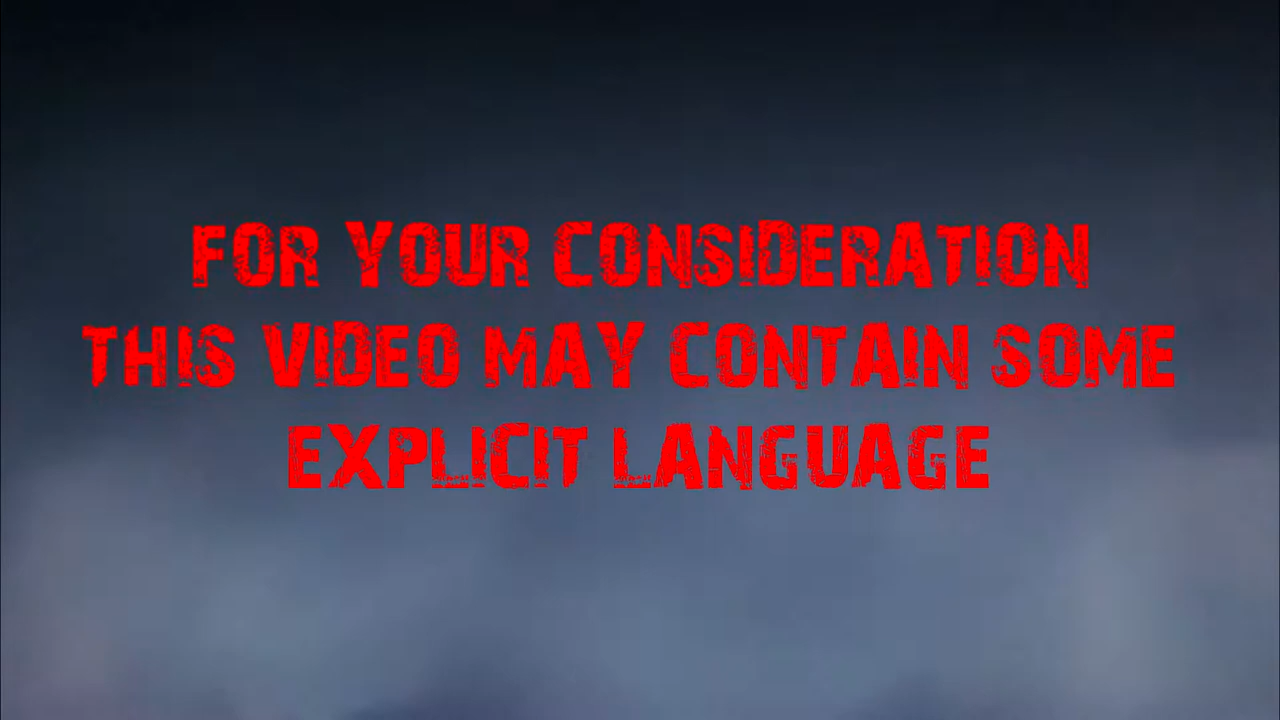 FOR YOUR CONSIDERATION
THIS VIDEO MAY CONTAIN SOME
EXPLICIT LANGUAGE